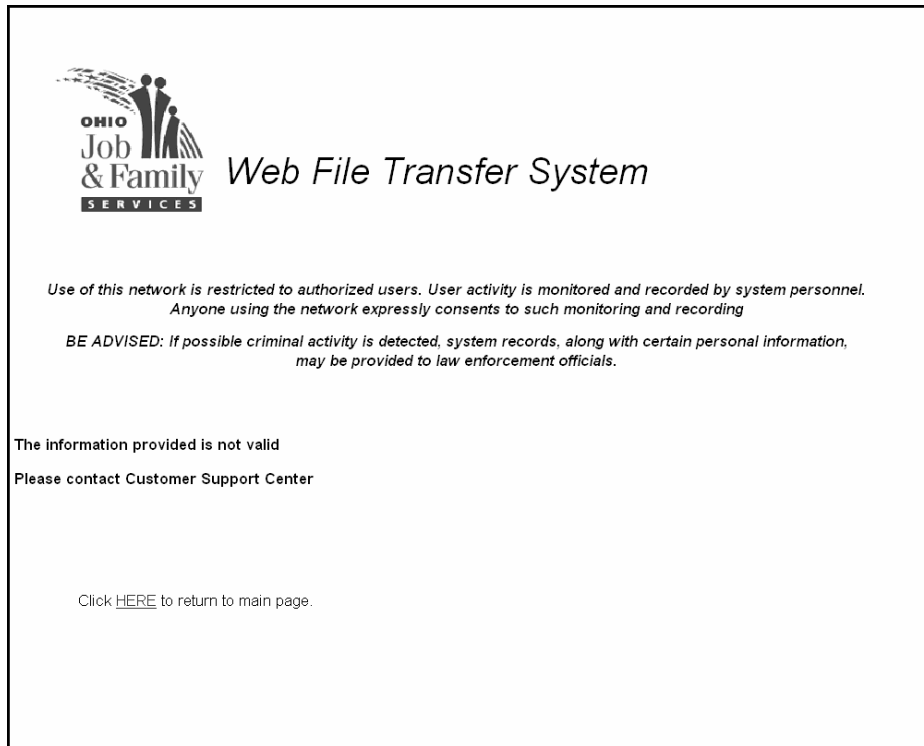 OHIO
Job
& Family
SERVICES
Web File Transfer System
Use of this network is restricted to authorized users. User activity is monitored and recorded by system personnel.
Anyone using the network expressly consents to such monitoring and recording
BE ADVISED: If possible criminal activity is detected, system records, along with certain personal information,
may be provided to law enforcement officials.
The information provided is not valid
Please contact Customer Support Center
Click HERE to return to main page.